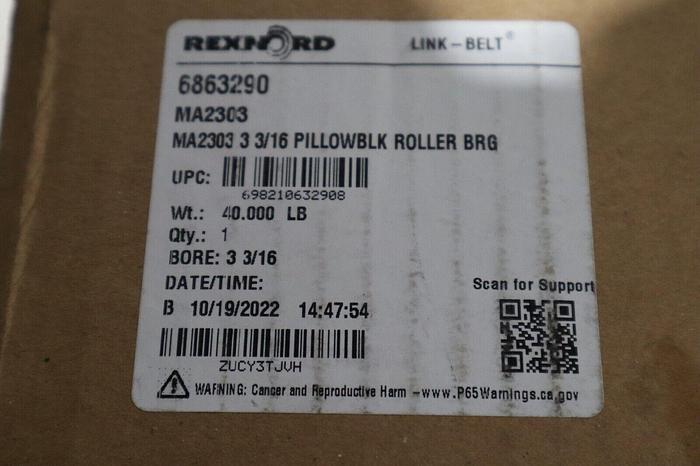 REXNORD LINK-BELT®
6863290
MA2303
MA2303 3 3/16 PILLOWBLK ROLLER BRG
UPC:
698210632908
Wt.: 40.000 LB
Qty.: 1
BORE: 3 3/16
DATE/TIME:
Scan for Support
B 10/19/2022 14:47:54
ZUCY3TJVH
WARNING: Cancer and Reproductive Harm -www.P65Warnings.ca.gov